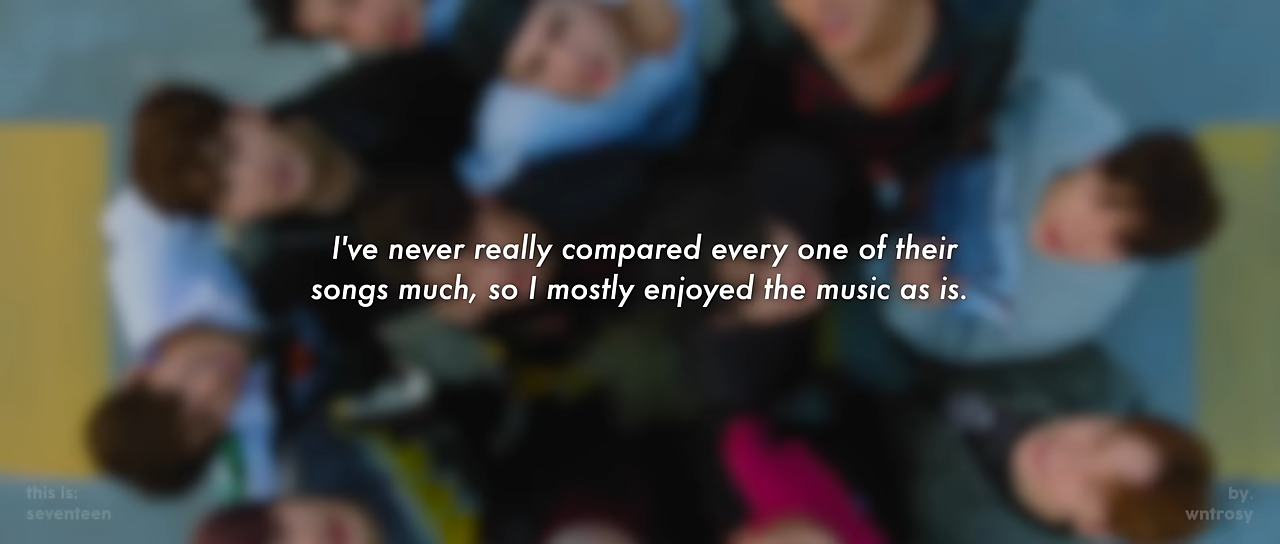 I've never really compared every one of their
songs much, so I mostly enjoyed the music as is.
this is:
seventeen
by.
wntrosy